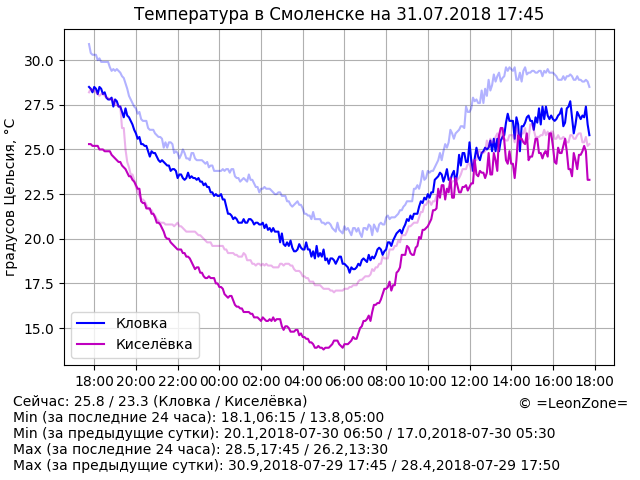 Температура в Смоленске на 31.07.2018 17:45
градусов Цельсия, °C
30.0
27.5
25.0
22.5
20.0
17.5
15.0
Кловка
Киселёвка
18:00 20:00 22:00 00:00 02:00 04:00 06:00 08:00 10:00 12:00 14:00 16:00 18:00
Сейчас: 25.8 / 23.3 (Кловка / Киселёвка)
© =LeonZone=
Min (за последние 24 часа): 18.1,06:15 / 13.8,05:00
Min (за предыдущие сутки): 20.1,2018-07-30 06:50 / 17.0,2018-07-30 05:30
Max (за последние 24 часа): 28.5,17:45 / 26.2,13:30
Max (за предыдущие сутки): 30.9,2018-07-29 17:45 / 28.4,2018-07-29 17:50